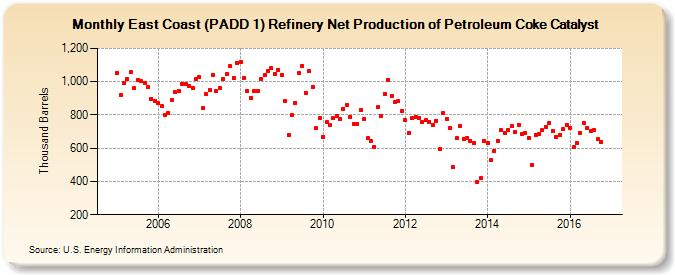 Monthly East Coast (PADD 1) Refinery Net Production of Petroleum Coke Catalyst
Thousand Barrels
1,200
1,000
800
600
400
200
2006 2008 2010 2012 2014 2016
Source: U.S. Energy Information Administration